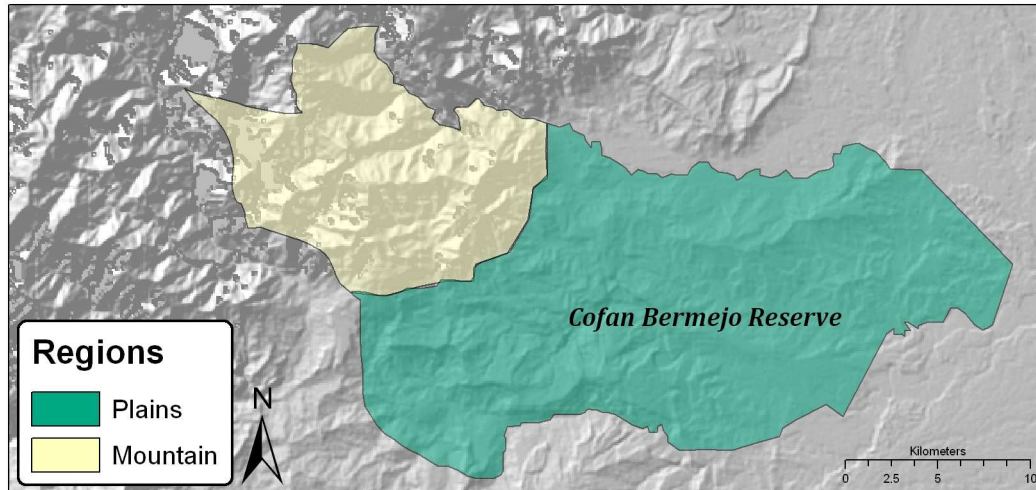 Cofan Bermejo Reserve
Regions
Plains
Mountain
N
Kilometers
0 2.5 5 10